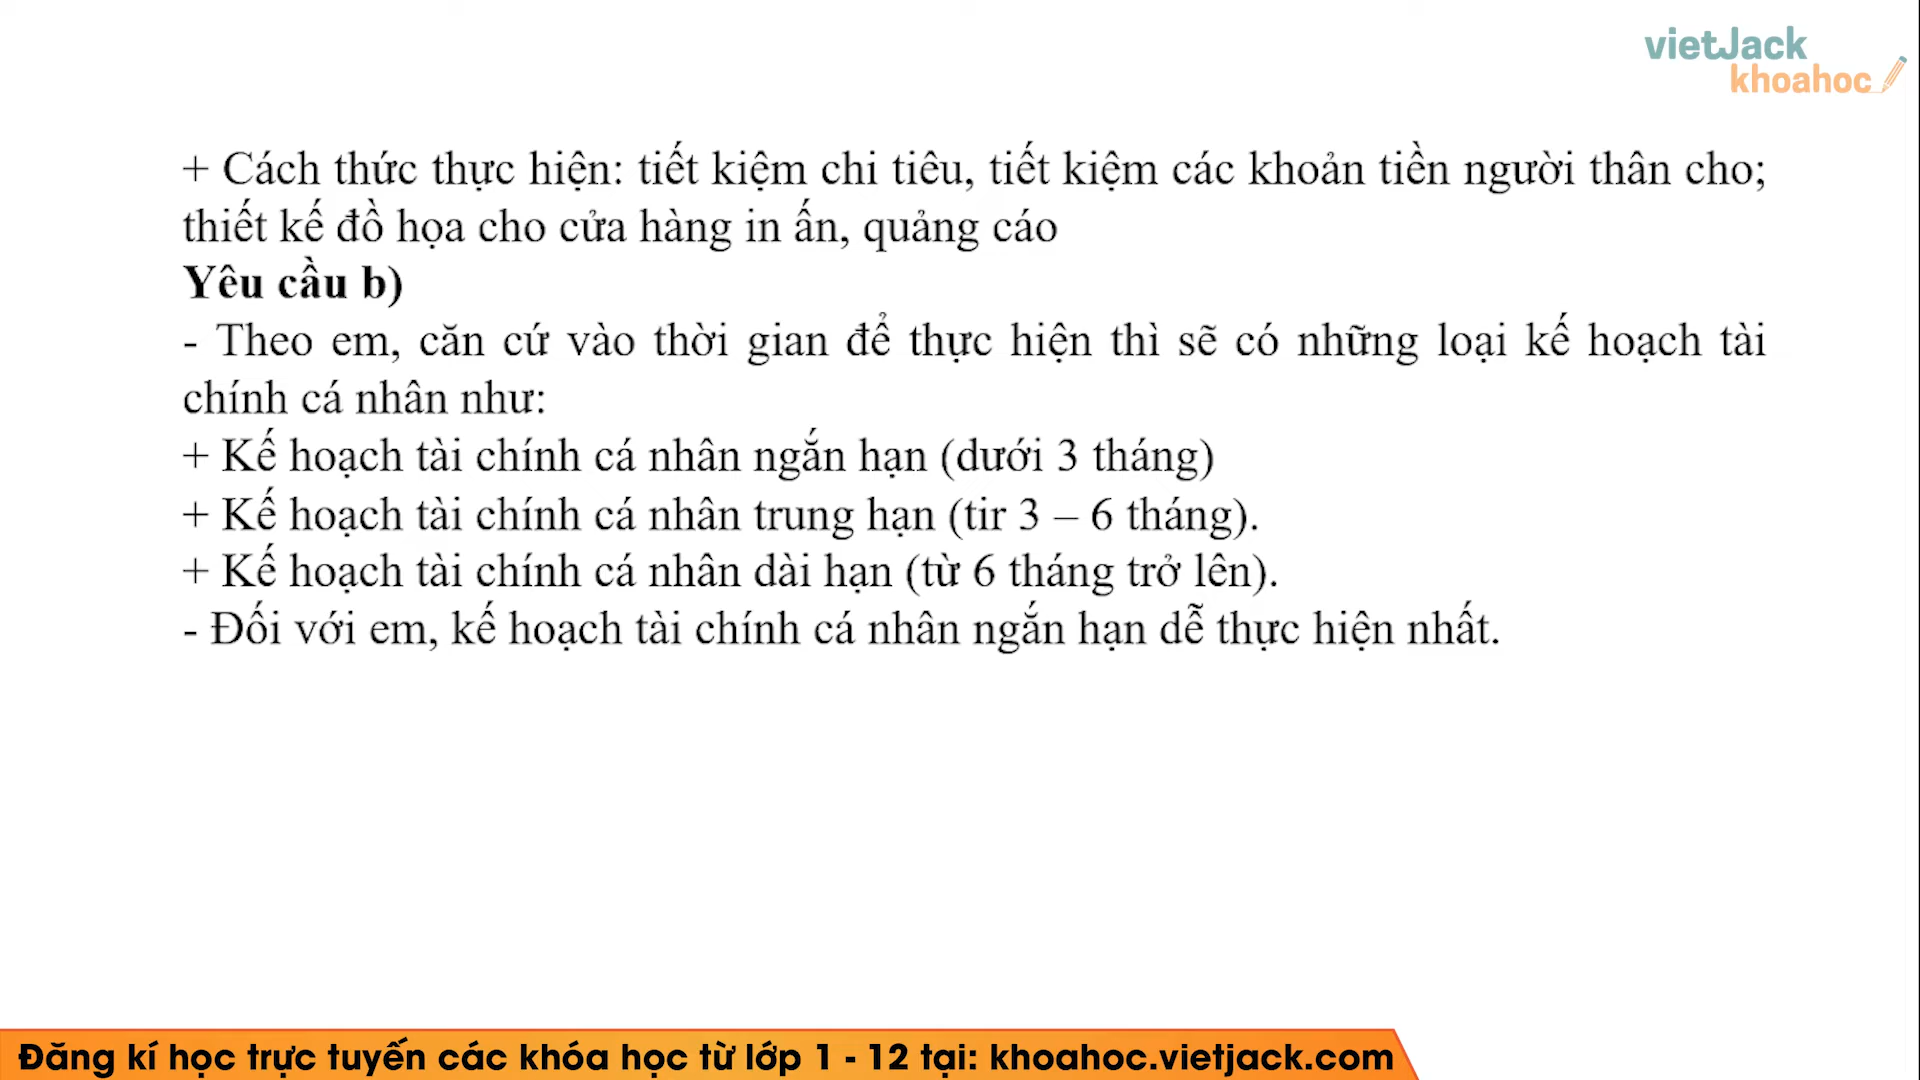 vietJack
khoahoc
+ Cách thức thực hiện: tiết kiệm chi tiêu, tiết kiệm các khoản tiền người thân cho;
thiết kế đồ họa cho cửa hàng in ấn, quảng cáo
Yêu cầu b)
- Theo em, căn cứ vào thời gian để thực hiện thì sẽ có những loại kế hoạch tài
chính cá nhân như:
+ Kế hoạch tài chính cá nhân ngắn hạn (dưới 3 tháng)
+ Kế hoạch tài chính cá nhân trung hạn (tir 3 – 6 tháng).
+ Kế hoạch tài chính cá nhân dài hạn (từ 6 tháng trở lên).
- Đối với em, kế hoạch tài chính cá nhân ngắn hạn dễ thực hiện nhất.
Đăng kí học trực tuyến các khóa học từ lớp 1 - 12 tại: khoahoc.vietjack.com